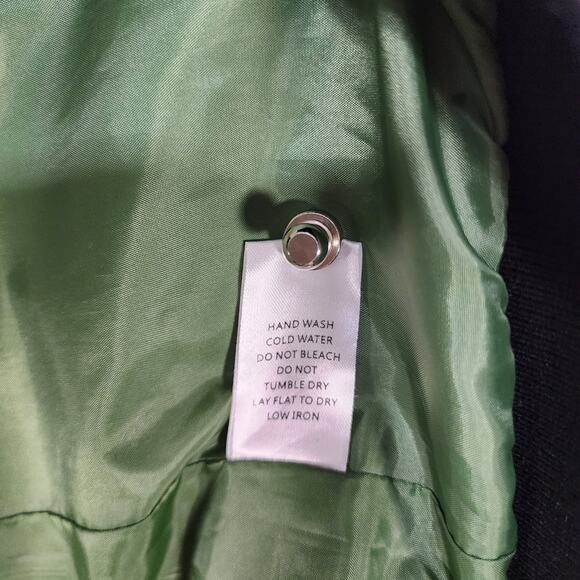 HAND WASH
COLD WATER
DO NOT BLEACH
DO NOT
TUMBLE DRY
LAY FLAT TO DRY
LOW IRON